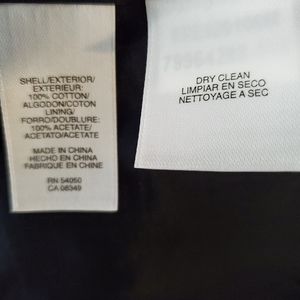 SHELL/EXTERIOR/
EXTERIEUR:
100% COTTON/
ALGODON/COTON
LINING/
FORRO/DOUBLURE:
100% ACETATE/
ACETATO/ACETATE
MADE IN CHINA
HECHO EN CHINA
FABRIQUE EN CHINE
RN 54050
CA 08349
DRY CLEAN
LIMPIAR EN SECO
NETTOYAGE A SEC